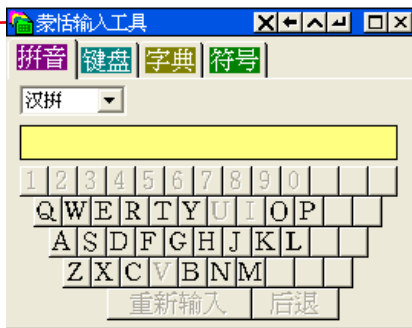 蒙恬输入工具
拼音 键盘 字典 符号
汉拼
1 2 3 4 5 6 7 8 9 0
Q W E R T Y U I O P
A S D F G H J K L
Z X C V B N M
重新输入 后退